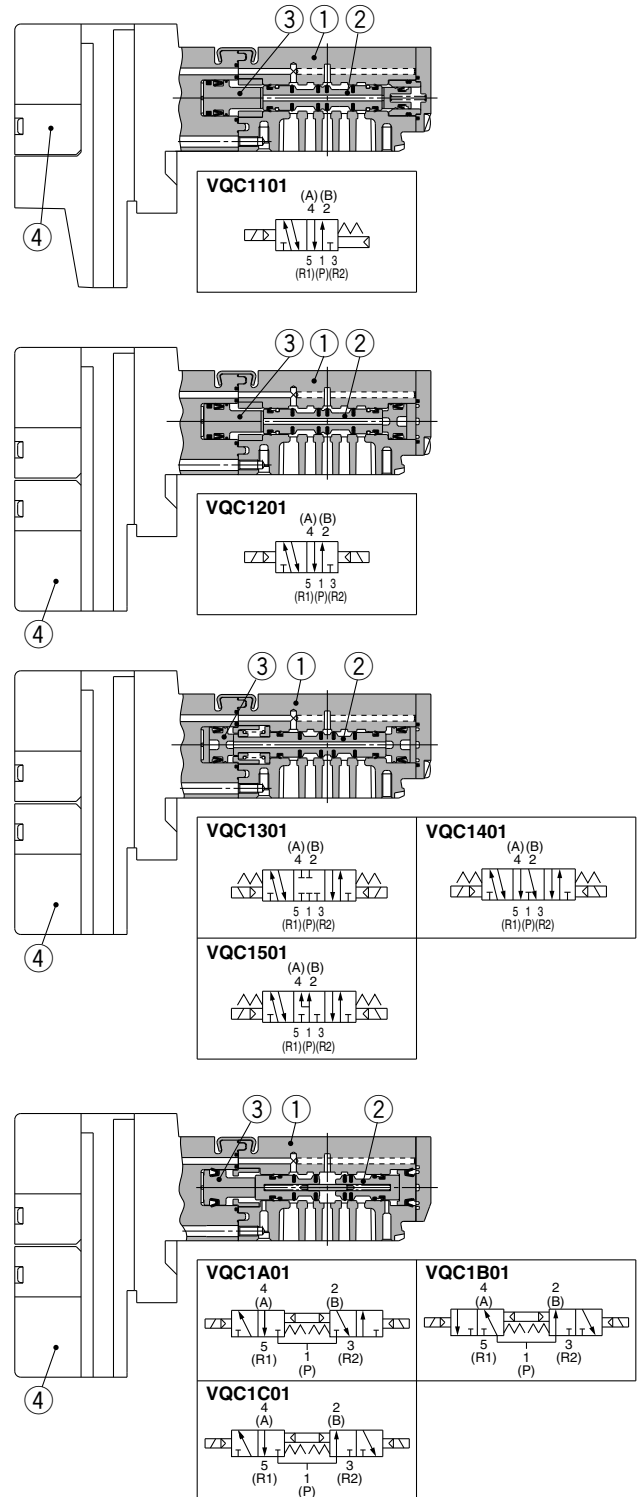 ③ ① ②
④
VQC1101
(A)(B)
4 2
5 1 3
(R1)(P)(R2)
③ ① ②
④
VQC1201
(A)(B)
4 2
5 1 3
(R1)(P)(R2)
③ ① ②
④
VQC1301
(A)(B)
4 2
5 1 3
(R1)(P)(R2)
VQC1401
(A)(B)
4 2
5 1 3
(R1)(P)(R2)
VQC1501
(A)(B)
4 2
5 1 3
(R1)(P)(R2)
③ ① ②
④
VQC1A01
4 2
(A) (B)
5 3
(R1) (R2)
1
(P)
VQC1B01
4 2
(A) (B)
5 3
(R1) (R2)
1
(P)
VQC1C01
4 2
(A) (B)
5 3
(R1) (R2)
1
(P)